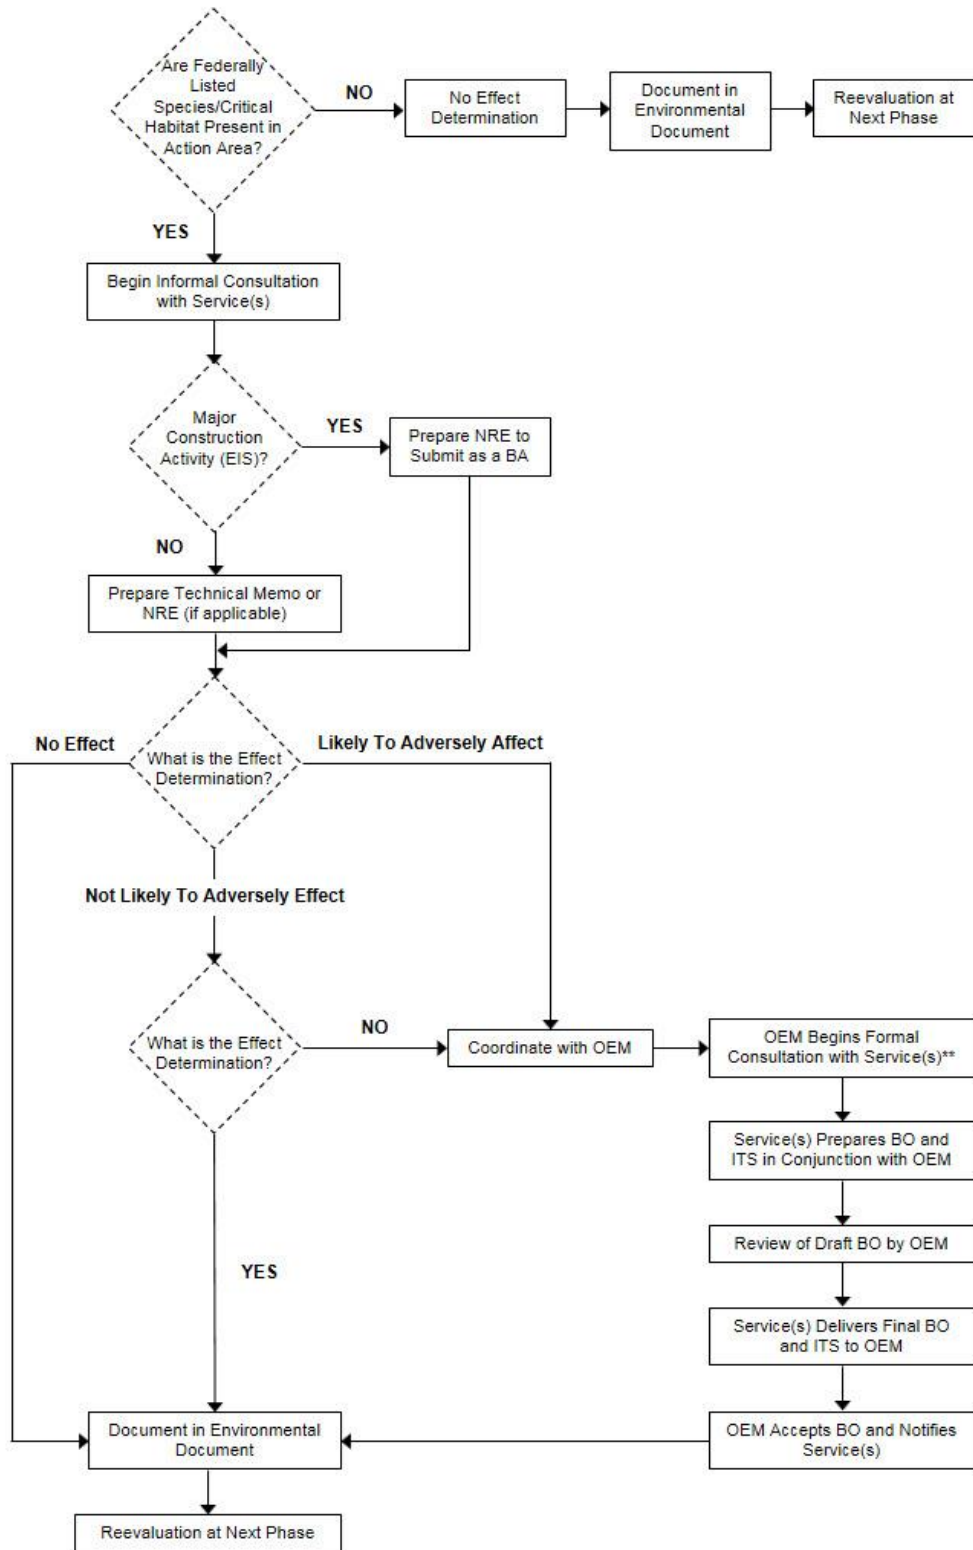 Are Federally
Listed
Species/Critical
Habitat Present in
Action Area?
NO
No Effect
Determination
Document in
Environmental
Document
Reevaluation at
Next Phase
YES
Begin Informal Consultation
with Service(s)
Major
Construction
Activity (EIS)?
YES
Prepare NRE to
Submit as a BA
NO
Prepare Technical Memo or
NRE (if applicable)
No Effect
What is the Effect
Determination?
Likely To Adversely Affect
Not Likely To Adversely Effect
What is the Effect
Determination?
NO
Coordinate with OEM
OEM Begins Formal
Consultation with Service(s)**
Service(s) Prepares BO and
ITS in Conjunction with OEM
Review of Draft BO by OEM
YES
Service(s) Delivers Final BO
and ITS to OEM
OEM Accepts BO and Notifies
Service(s)
Document in Environmental
Document
Reevaluation at Next Phase